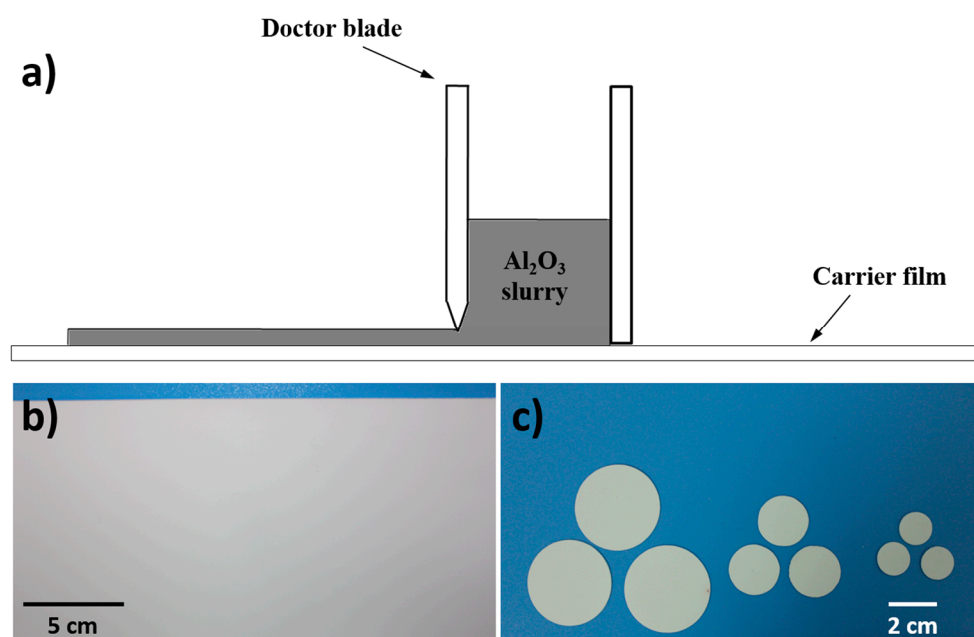 Doctor blade
a)
Al₂O₃
slurry
Carrier film
b)
c)
5 cm
2 cm